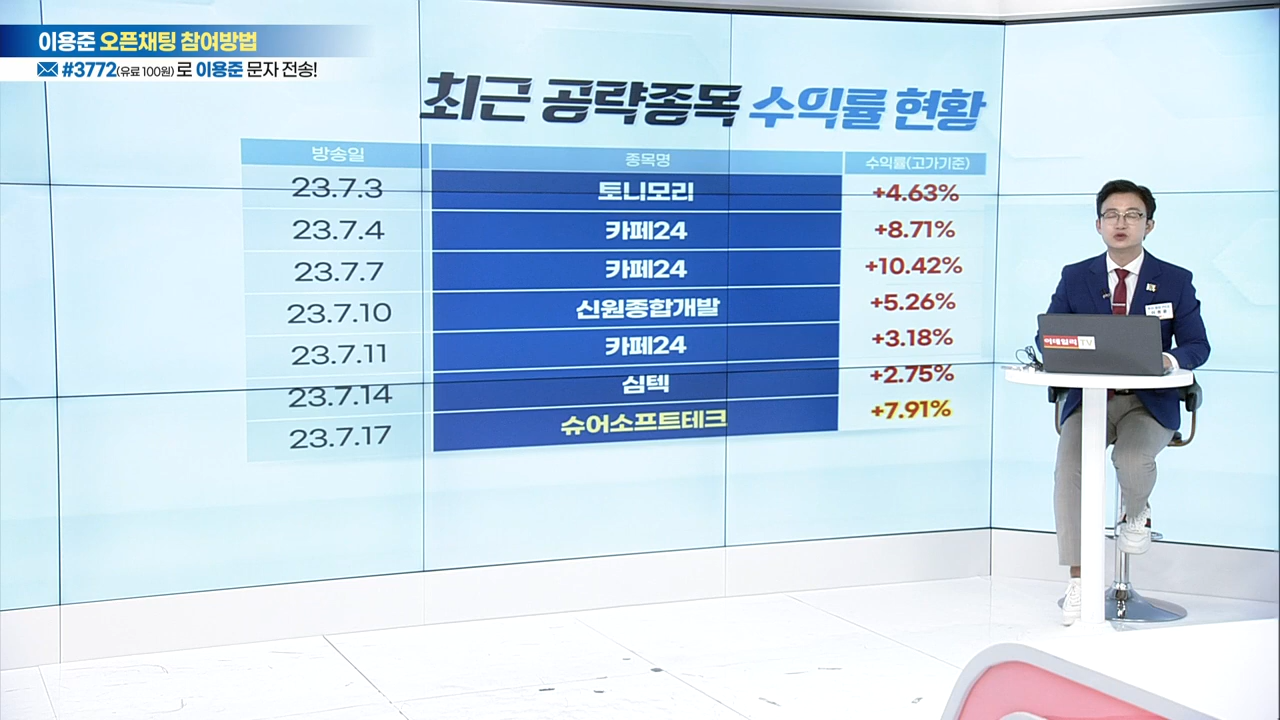 이용준 오픈채팅 참여방법
#3772(유료 100원)로 이용준 문자 전송!
최근 공략종목 수익률 현황
방송일 종목명 수익률(고가기준)
23.7.3 토니모리 +4.63%
23.7.4 카페24 +8.71%
23.7.7 카페24 +10.42%
23.7.10 신원종합개발 +5.26%
23.7.11 카페24 +3.18%
23.7.14 심텍 +2.75%
23.7.17 슈어소프트테크 +7.91%
이데일리TV